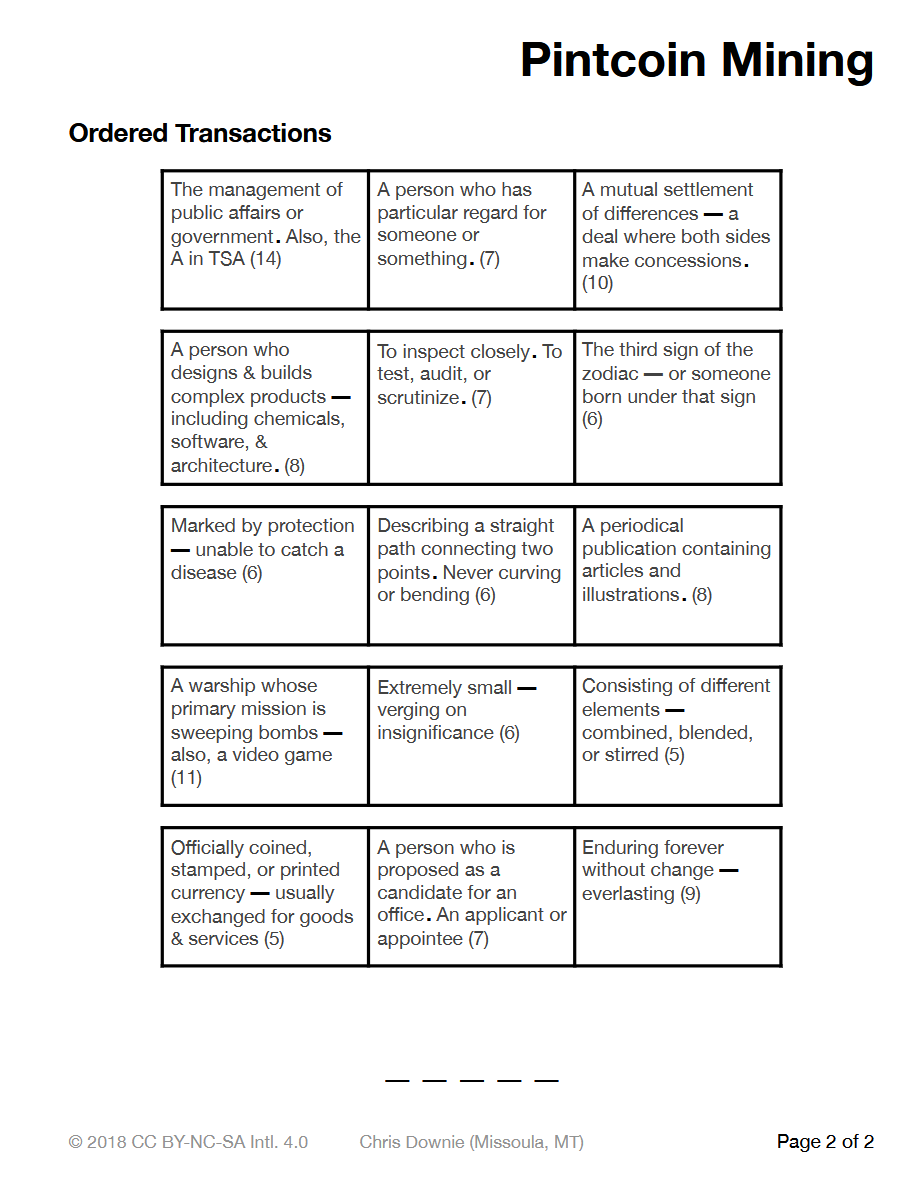 Pintcoin Mining
Ordered Transactions
The management of
public affairs or
government. Also, the
A in TSA (14)
A person who has
particular regard for
someone or
something. (7)
A mutual settlement
of differences — a
deal where both sides
make concessions.
(10)
A person who
designs & builds
complex products —
including chemicals,
software, &
architecture. (8)
To inspect closely. To
test, audit, or
scrutinize. (7)
The third sign of the
zodiac — or someone
born under that sign
(6)
Marked by protection
— unable to catch a
disease (6)
Describing a straight
path connecting two
points. Never curving
or bending (6)
A periodical
publication containing
articles and
illustrations. (8)
A warship whose
primary mission is
sweeping bombs —
also, a video game
(11)
Extremely small —
verging on
insignificance (6)
Consisting of different
elements —
combined, blended,
or stirred (5)
Officially coined,
stamped, or printed
currency — usually
exchanged for goods
& services (5)
A person who is
proposed as a
candidate for an
office. An applicant or
appointee (7)
Enduring forever
without change —
everlasting (9)
__ __ __ __ __
© 2018 CC BY-NC-SA Intl. 4.0 Chris Downie (Missoula, MT) Page 2 of 2